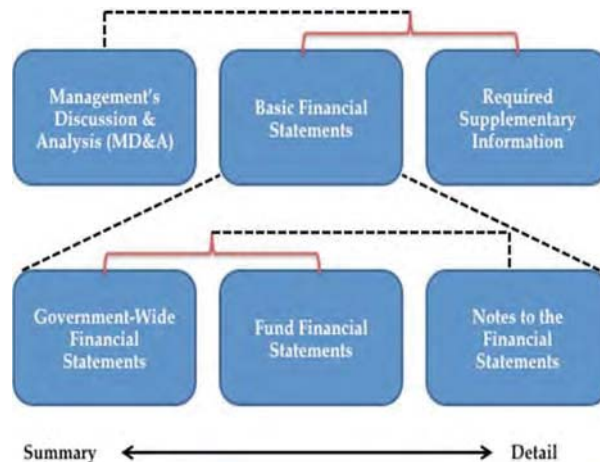 Management's
Discussion &
Analysis (MD&A)
Basic Financial
Statements
Required
Supplementary
Information
Government-Wide
Financial
Statements
Fund Financial
Statements
Notes to the
Financial
Statements
Summary
Detail